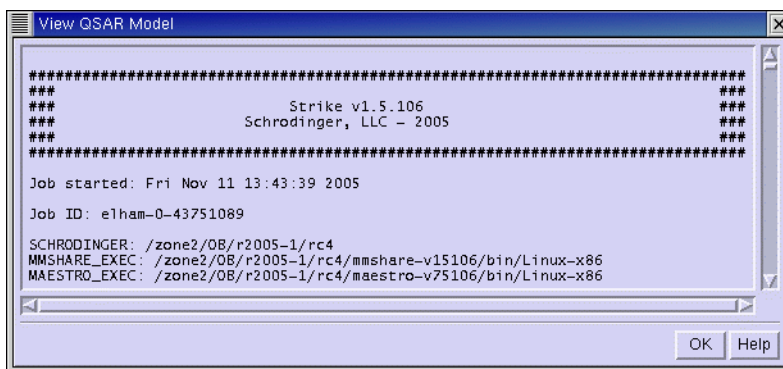 View QSAR Model
################################################################################
### ###
### Strike v1.5.106 ###
### Schrodinger, LLC – 2005 ###
### ###
################################################################################
Job started: Fri Nov 11 13:43:39 2005
Job ID: elham-0-43751089
SCHRODINGER: /zone2/OB/r2005-1/rc4
MMSHARE_EXEC: /zone2/OB/r2005-1/rc4/mmshare-v15106/bin/Linux-x86
MAESTRO_EXEC: /zone2/OB/r2005-1/rc4/maestro-v75106/bin/Linux-x86
OK Help